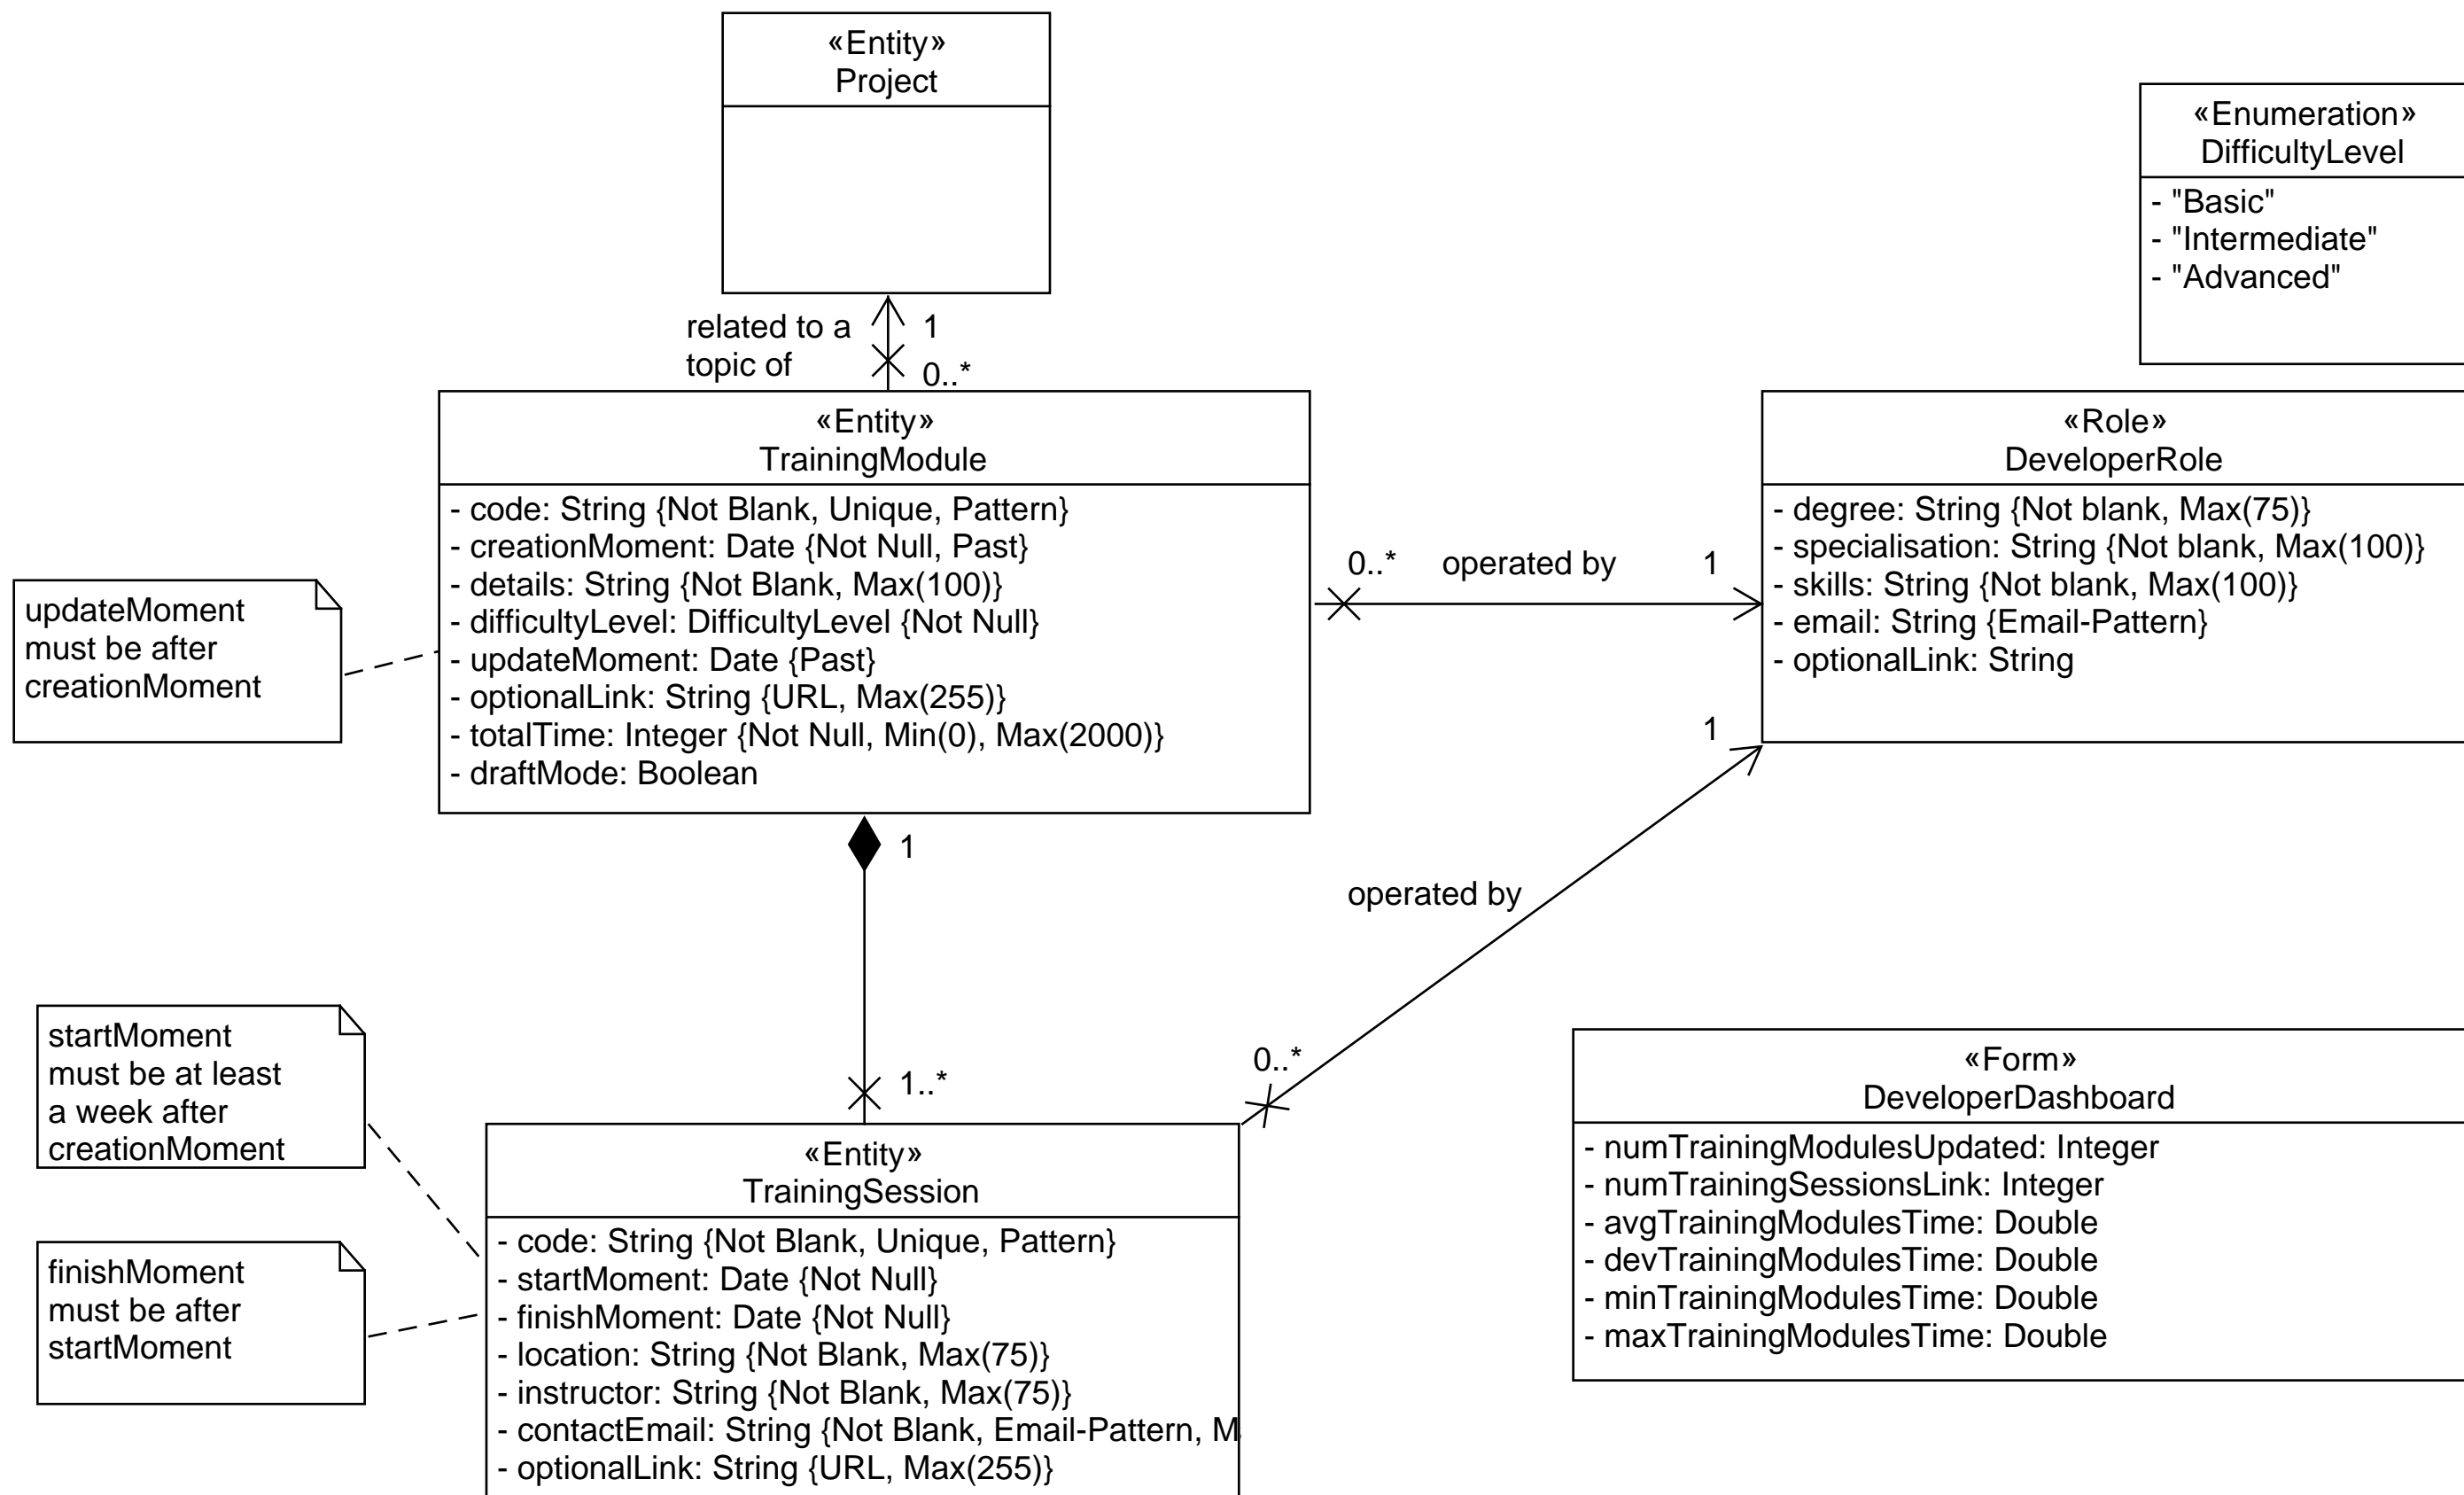 «Entity»
Project
«Enumeration»
DifficultyLevel
- "Basic"
- "Intermediate"
- "Advanced"
related to a
topic of
1
0..*
«Entity»
TrainingModule
- code: String {Not Blank, Unique, Pattern}
- creationMoment: Date {Not Null, Past}
- details: String {Not Blank, Max(100)}
- difficultyLevel: DifficultyLevel {Not Null}
- updateMoment: Date {Past}
- optionalLink: String {URL, Max(255)}
- totalTime: Integer {Not Null, Min(0), Max(2000)}
- draftMode: Boolean
«Role»
DeveloperRole
- degree: String {Not blank, Max(75)}
- specialisation: String {Not blank, Max(100)}
- skills: String {Not blank, Max(100)}
- email: String {Email-Pattern}
- optionalLink: String
0..* operated by 1
updateMoment
must be after
creationMoment
1
1
operated by
1..*
0..*
startMoment
must be at least
a week after
creationMoment
finishMoment
must be after
startMoment
«Entity»
TrainingSession
- code: String {Not Blank, Unique, Pattern}
- startMoment: Date {Not Null}
- finishMoment: Date {Not Null}
- location: String {Not Blank, Max(75)}
- instructor: String {Not Blank, Max(75)}
- contactEmail: String {Not Blank, Email-Pattern,
- optionalLink: String {URL, Max(255)}
«Form»
DeveloperDashboard
- numTrainingModulesUpdated: Integer
- numTrainingSessionsLink: Integer
- avgTrainingModulesTime: Double
- devTrainingModulesTime: Double
- minTrainingModulesTime: Double
- maxTrainingModulesTime: Double